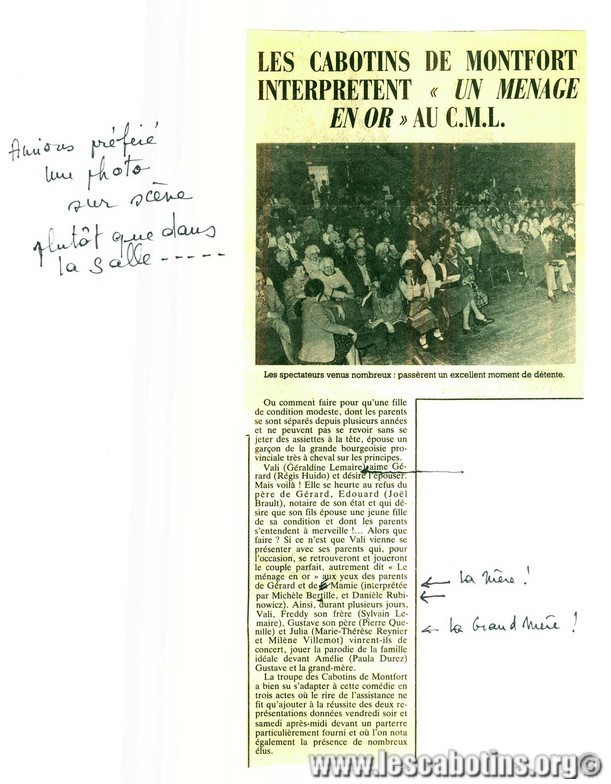 LES CABOTINS DE MONTFORT
INTERPRETENT « UN MENAGE
EN OR » AU C.M.L.
Aurions préféré
une photo
sur scène
plutôt que dans
la salle -----
Les spectateurs venus nombreux : passèrent un excellent moment de détente.
Ou comment faire pour qu'une fille
de condition modeste, dont les parents
se sont séparés depuis plusieurs années
et ne peuvent pas se revoir sans se
jeter des assiettes à la tête, épouse un
garçon de la grande bourgeoisie pro-
vinciale très à cheval sur les principes.
Vali (Géraldine Lemaire) aime Gé-
rard (Régis Huido) et désire l'épouser.
Mais voilà ! Elle se heurte au refus du
père de Gérard, Edouard (Joël
Brault), notaire de son état et qui dé-
sire que son fils épouse une jeune fille
de sa condition et dont les parents
s'entendent à merveille !... Alors que
faire ? Si ce n'est que Vali vienne se
présenter avec ses parents qui, pour
l'occasion, se retrouveront et joueront
le couple parfait, autrement dit « Le
ménage en or » aux yeux des parents
de Gérard et de Mamie (interprétée
par Michèle Bertille, et Danièle Rubi-
nowicz). Ainsi, durant plusieurs jours,
Vali, Freddy son frère (Sylvain Le-
maire), Gustave son père (Pierre Que-
nille) et Julia (Marie-Thérèse Reynier
et Milène Villemot) vinrent-ils de
concert, jouer la parodie de la famille
idéale devant Amélie (Paula Durez)
Gustave et la grand-mère.
La troupe des Cabotins de Montfort
a bien su s'adapter à cette comédie en
trois actes où le rire de l'assistance ne
fit qu'ajouter à la réussite des deux re-
présentations données vendredi soir et
samedi après-midi devant un parterre
particulièrement fourni et où l'on nota
également la présence de nombreux
élus.
la Mère !
la Grand Mère !
www.lescabotins.org©